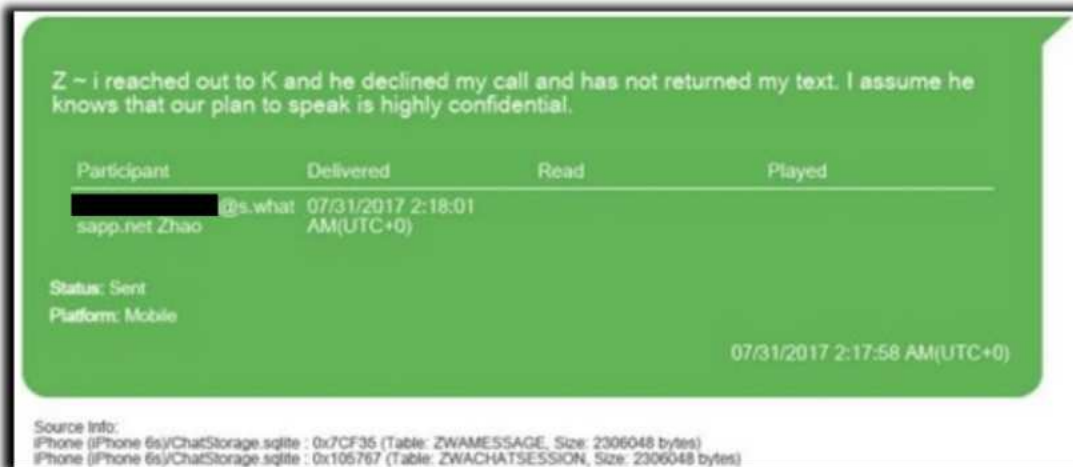 Z ~ i reached out to K and he declined my call and has not returned my text. I assume he
knows that our plan to speak is highly confidential.
Participant Delivered Read Played
@s.what 07/31/2017 2:18:01
sapp.net Zhao AM(UTC+0)
Status: Sent
Platform: Mobile
07/31/2017 2:17:58 AM(UTC+0)
Source Info:
iPhone (iPhone 6s)/ChatStorage.sqlite : 0x7CF35 (Table: ZWAMESSAGE, Size: 2306048 bytes)
iPhone (iPhone 6s)/ChatStorage.sqlite : 0x105767 (Table: ZWACHATSESSION, Size: 2306048 bytes)